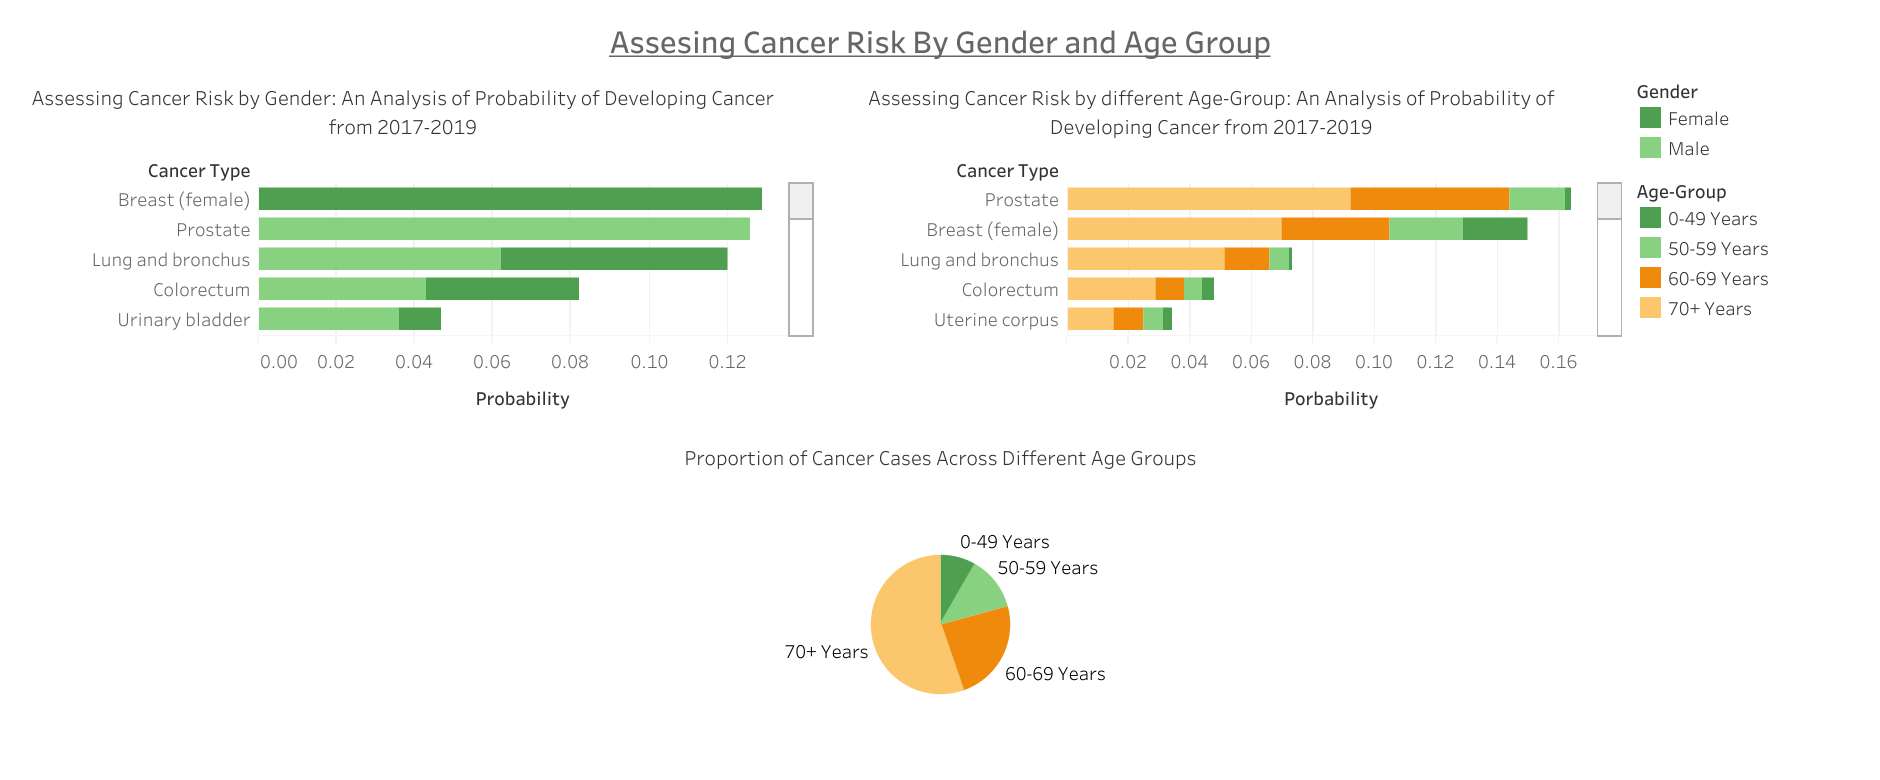 Assesing Cancer Risk By Gender and Age Group
Assessing Cancer Risk by Gender: An Analysis of Probability of Developing Cancer
from 2017-2019
Cancer Type
Breast (female)
Prostate
Lung and bronchus
Colorectum
Urinary bladder
0.00 0.02 0.04 0.06 0.08 0.10 0.12
Probability
Assessing Cancer Risk by different Age-Group: An Analysis of Probability of
Developing Cancer from 2017-2019
Cancer Type
Prostate
Breast (female)
Lung and bronchus
Colorectum
Uterine corpus
0.02 0.04 0.06 0.08 0.10 0.12 0.14 0.16
Porbability
Gender
Female
Male
Age-Group
0-49 Years
50-59 Years
60-69 Years
70+ Years
Proportion of Cancer Cases Across Different Age Groups
0-49 Years
50-59 Years
70+ Years
60-69 Years